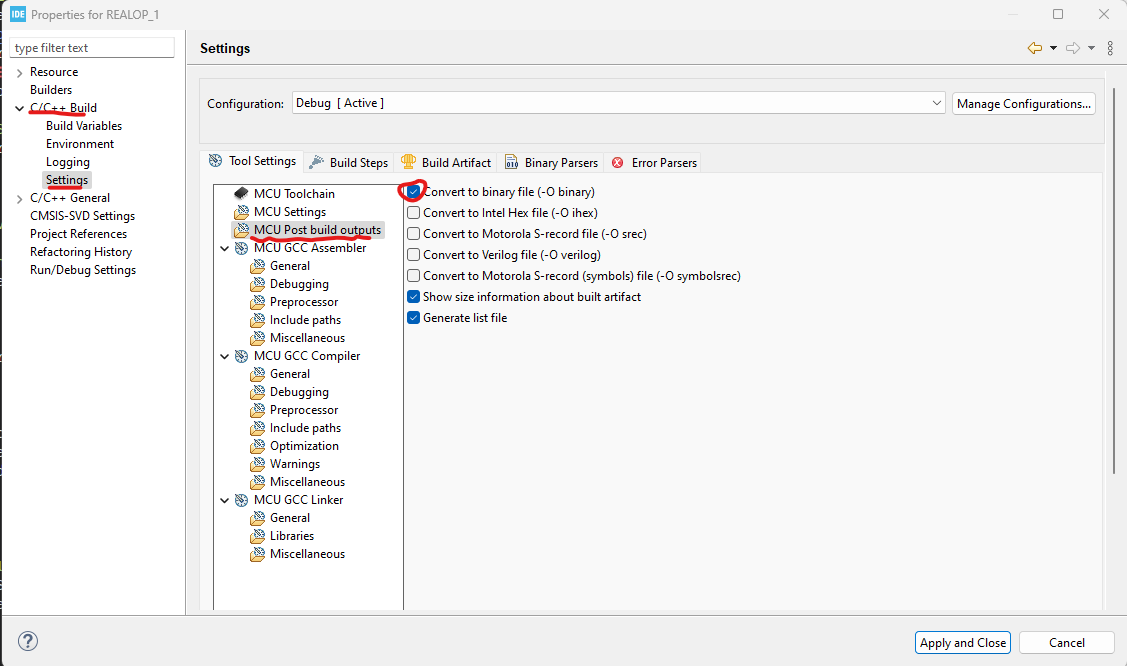 IDE Properties for REALOP_1
type filter text
Resource
Builders
C/C++ Build
Build Variables
Environment
Logging
Settings
C/C++ General
CMSIS-SVD Settings
Project References
Refactoring History
Run/Debug Settings
Settings
Configuration: Debug [ Active ] Manage Configurations...
Tool Settings Build Steps Build Artifact Binary Parsers Error Parsers
MCU Toolchain
MCU Settings
MCU Post build outputs
MCU GCC Assembler
General
Debugging
Preprocessor
Include paths
Miscellaneous
MCU GCC Compiler
General
Debugging
Preprocessor
Include paths
Optimization
Warnings
Miscellaneous
MCU GCC Linker
General
Libraries
Miscellaneous
Convert to binary file (-O binary)
Convert to Intel Hex file (-O ihex)
Convert to Motorola S-record file (-O srec)
Convert to Verilog file (-O verilog)
Convert to Motorola S-record (symbols) file (-O symbolsrec)
Show size information about built artifact
Generate list file
? Apply and Close Cancel